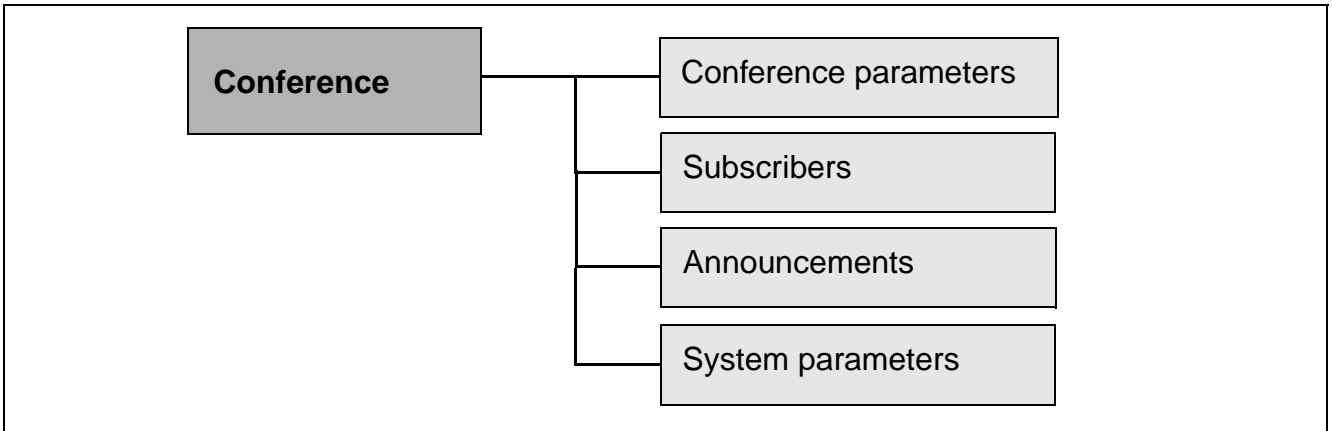 Conference
Conference parameters
Subscribers
Announcements
System parameters